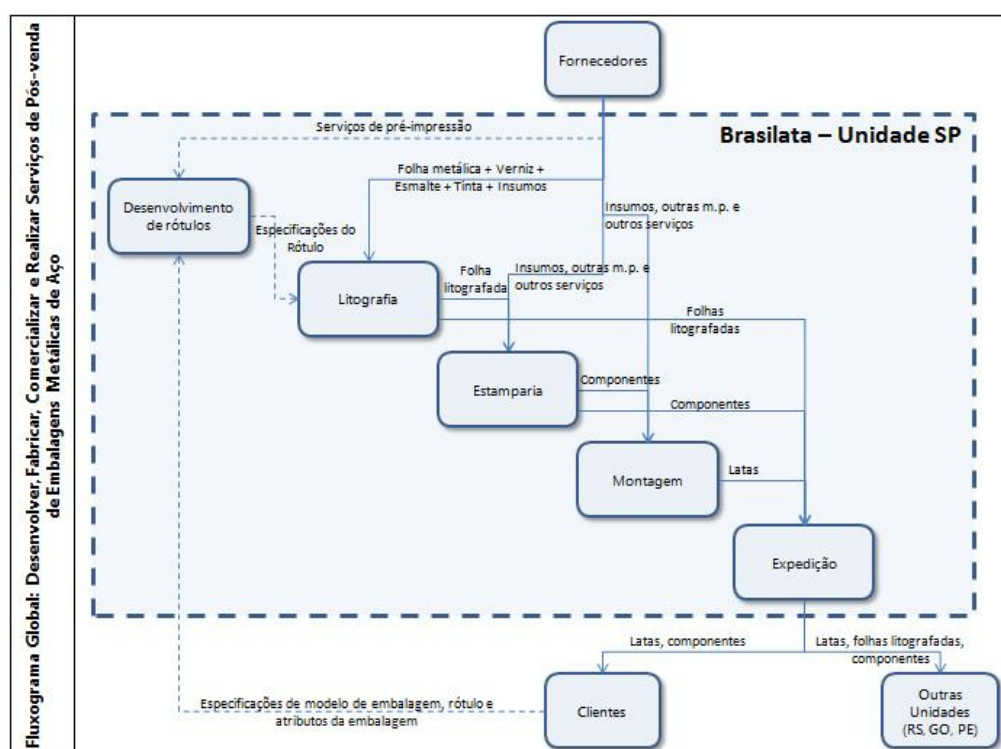 Fluxograma Global: Desenvolver, Fabricar, Comercializar e Realizar Serviços de Pós-venda
de Embalagens Metálicas de Aço
Fornecedores
Brasilata – Unidade SP
Serviços de pré-impressão
Folha metálica + Verniz +
Esmalte + Tinta + Insumos
Desenvolvimento
de rótulos
Insumos, outras m.p. e
outros serviços
Especificações do
Rótulo
Insumos, outras m.p. e
outros serviços
Folha
litografada
Litografia
Folhas
litografadas
Estamparia
Componentes
Componentes
Montagem
Latas
Expedição
Latas, componentes
Latas, folhas litografadas,
componentes
Especificações de modelo de embalagem, rótulo e
atributos da embalagem
Clientes
Outras
Unidades
(RS, GO, PE)